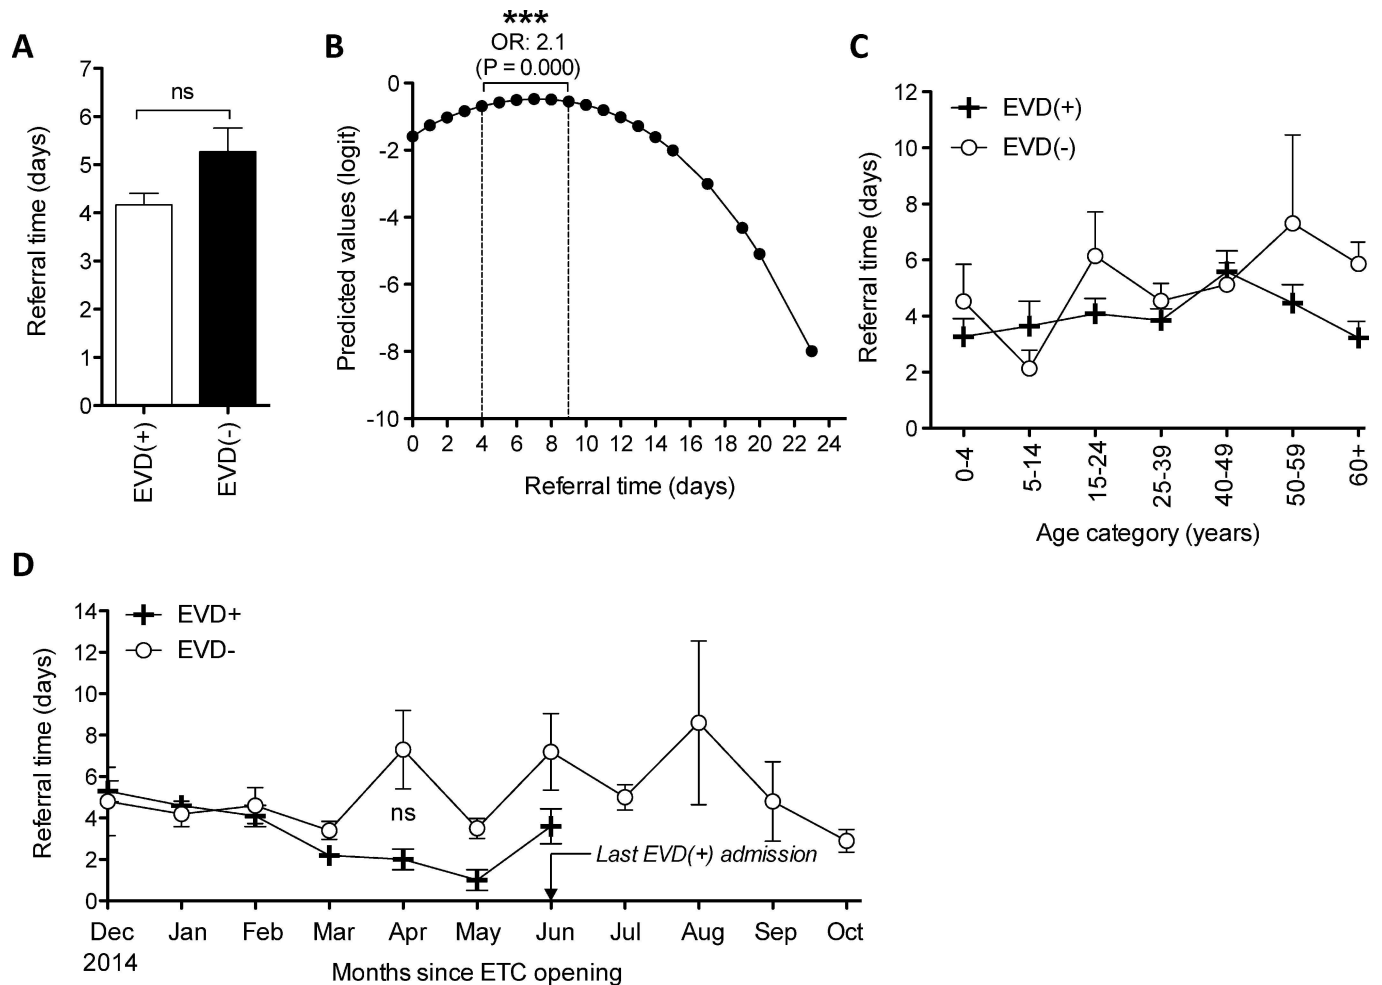 A
Referral time (days)
7
6
5
4
3
2
1
0
ns
EVD(+)
EVD(-)
B
***
OR: 2.1
(P = 0.000)
Predicted values (logit)
0
-2
-4
-6
-8
-10
0 2 4 6 8 10 12 14 16 18 20 22 24
Referral time (days)
C
EVD(+)
EVD(-)
Referral time (days)
12
10
8
6
4
2
0
0-4
5-14
15-24
25-39
40-49
50-59
60+
Age category (years)
D
EVD+
EVD-
Referral time (days)
14
12
10
8
6
4
2
0
ns
Last EVD(+) admission
Dec Jan Feb Mar Apr May Jun Jul Aug Sep Oct
2014
Months since ETC opening